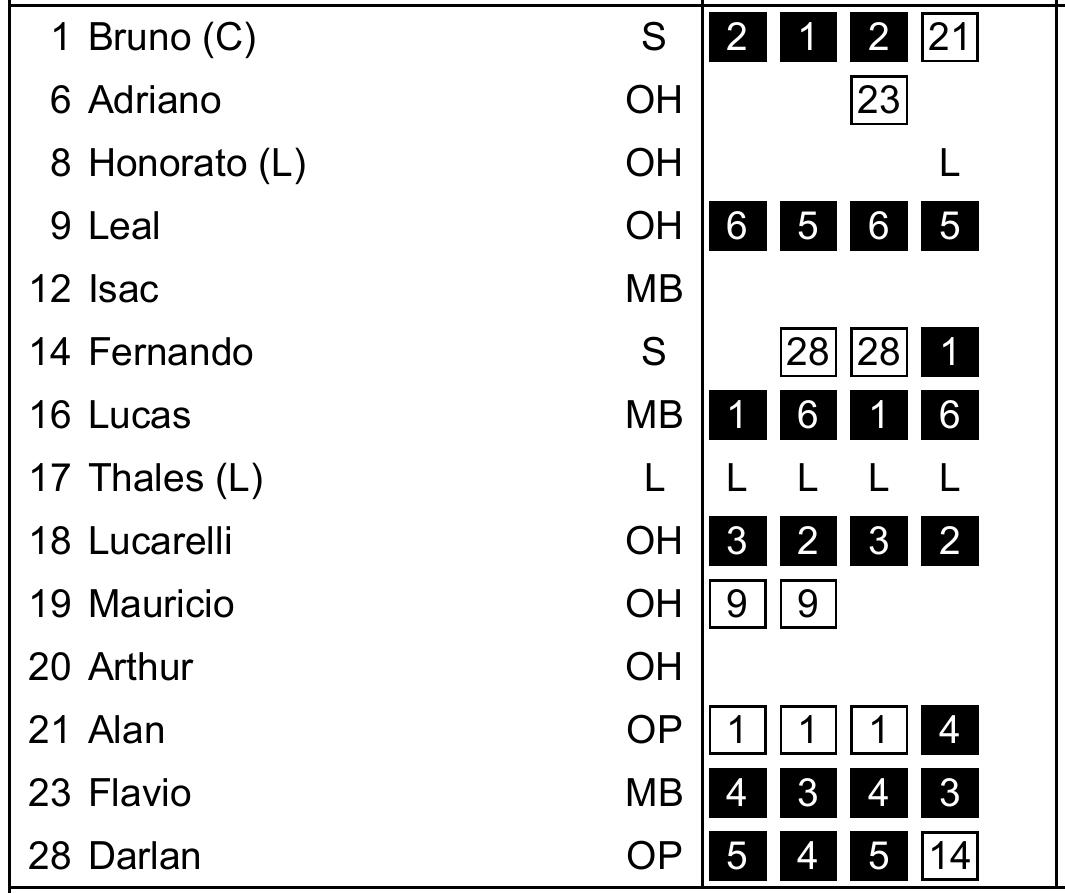 1 Bruno (C) S 2 1 2 21
6 Adriano OH 23
8 Honorato (L) OH L
9 Leal OH 6 5 6 5
12 Isac MB
14 Fernando S 28 28 1
16 Lucas MB 1 6 1 6
17 Thales (L) L L L L L
18 Lucarelli OH 3 2 3 2
19 Mauricio OH 9 9
20 Arthur OH
21 Alan OP 1 1 1 4
23 Flavio MB 4 3 4 3
28 Darlan OP 5 4 5 14